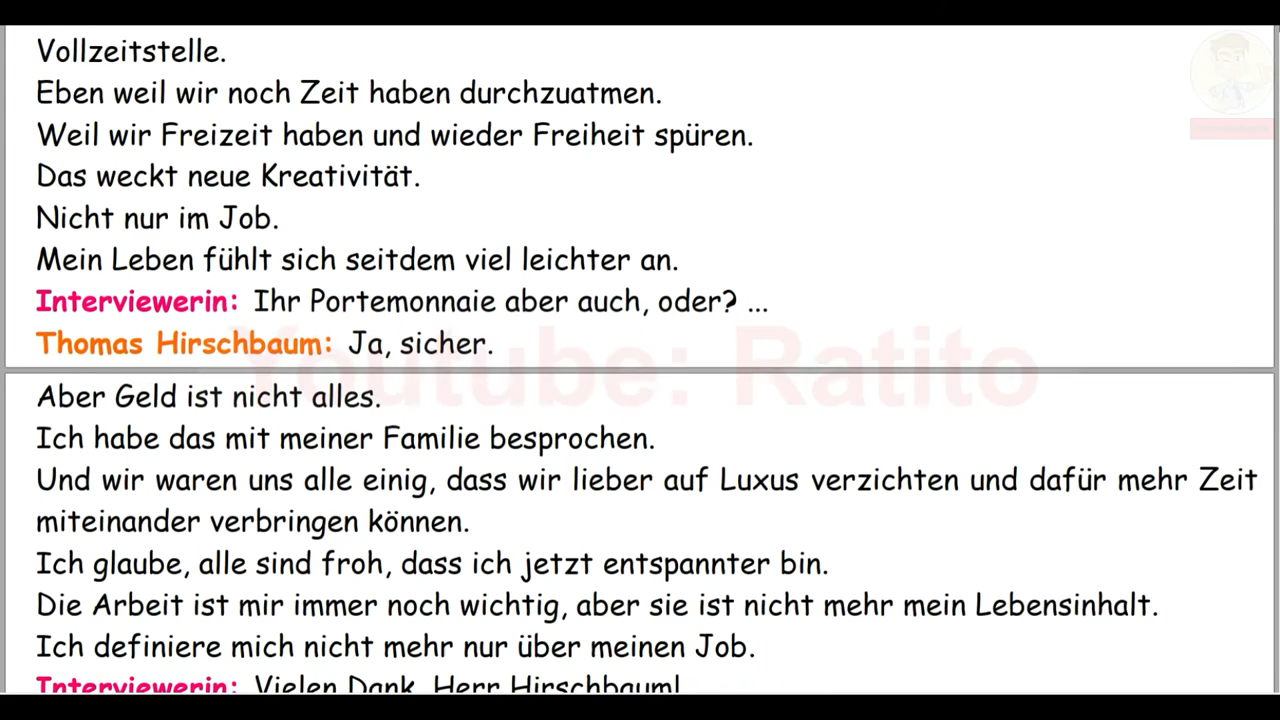 Vollzeitstelle.
Eben weil wir noch Zeit haben durchzuatmen.
Weil wir Freizeit haben und wieder Freiheit spüren.
Das weckt neue Kreativität.
Nicht nur im Job.
Mein Leben fühlt sich seitdem viel leichter an.
Interviewerin: Ihr Portemonnaie aber auch, oder? ...
Thomas Hirschbaum: Ja, sicher.
Youtube: Ratito
Aber Geld ist nicht alles.
Ich habe das mit meiner Familie besprochen.
Und wir waren uns alle einig, dass wir lieber auf Luxus verzichten und dafür mehr Zeit
miteinander verbringen können.
Ich glaube, alle sind froh, dass ich jetzt entspannter bin.
Die Arbeit ist mir immer noch wichtig, aber sie ist nicht mehr mein Lebensinhalt.
Ich definiere mich nicht mehr nur über meinen Job.
Interviewerin: Vielen Dank, Herr Hirschbaum!